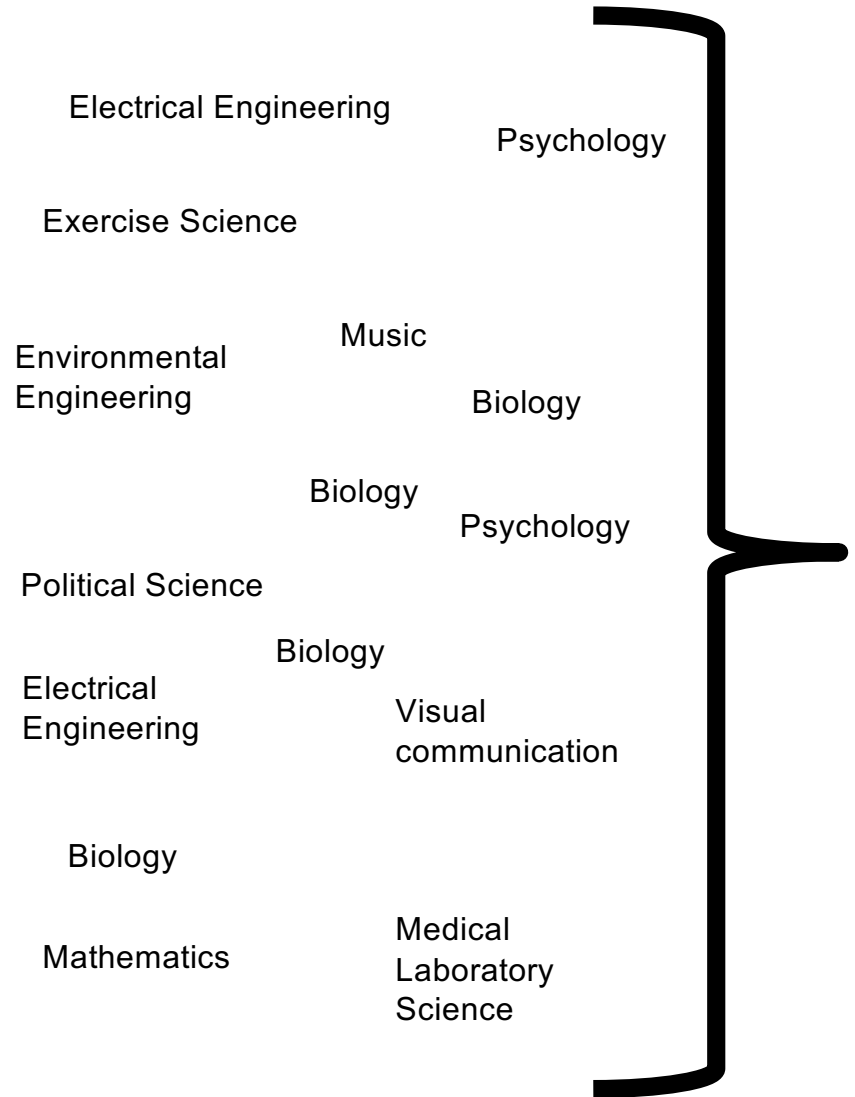 Electrical Engineering
Psychology
Exercise Science
Music
Environmental
Engineering
Biology
Biology
Psychology
Political Science
Biology
Electrical
Engineering
Visual
communication
Biology
Mathematics
Medical
Laboratory
Science